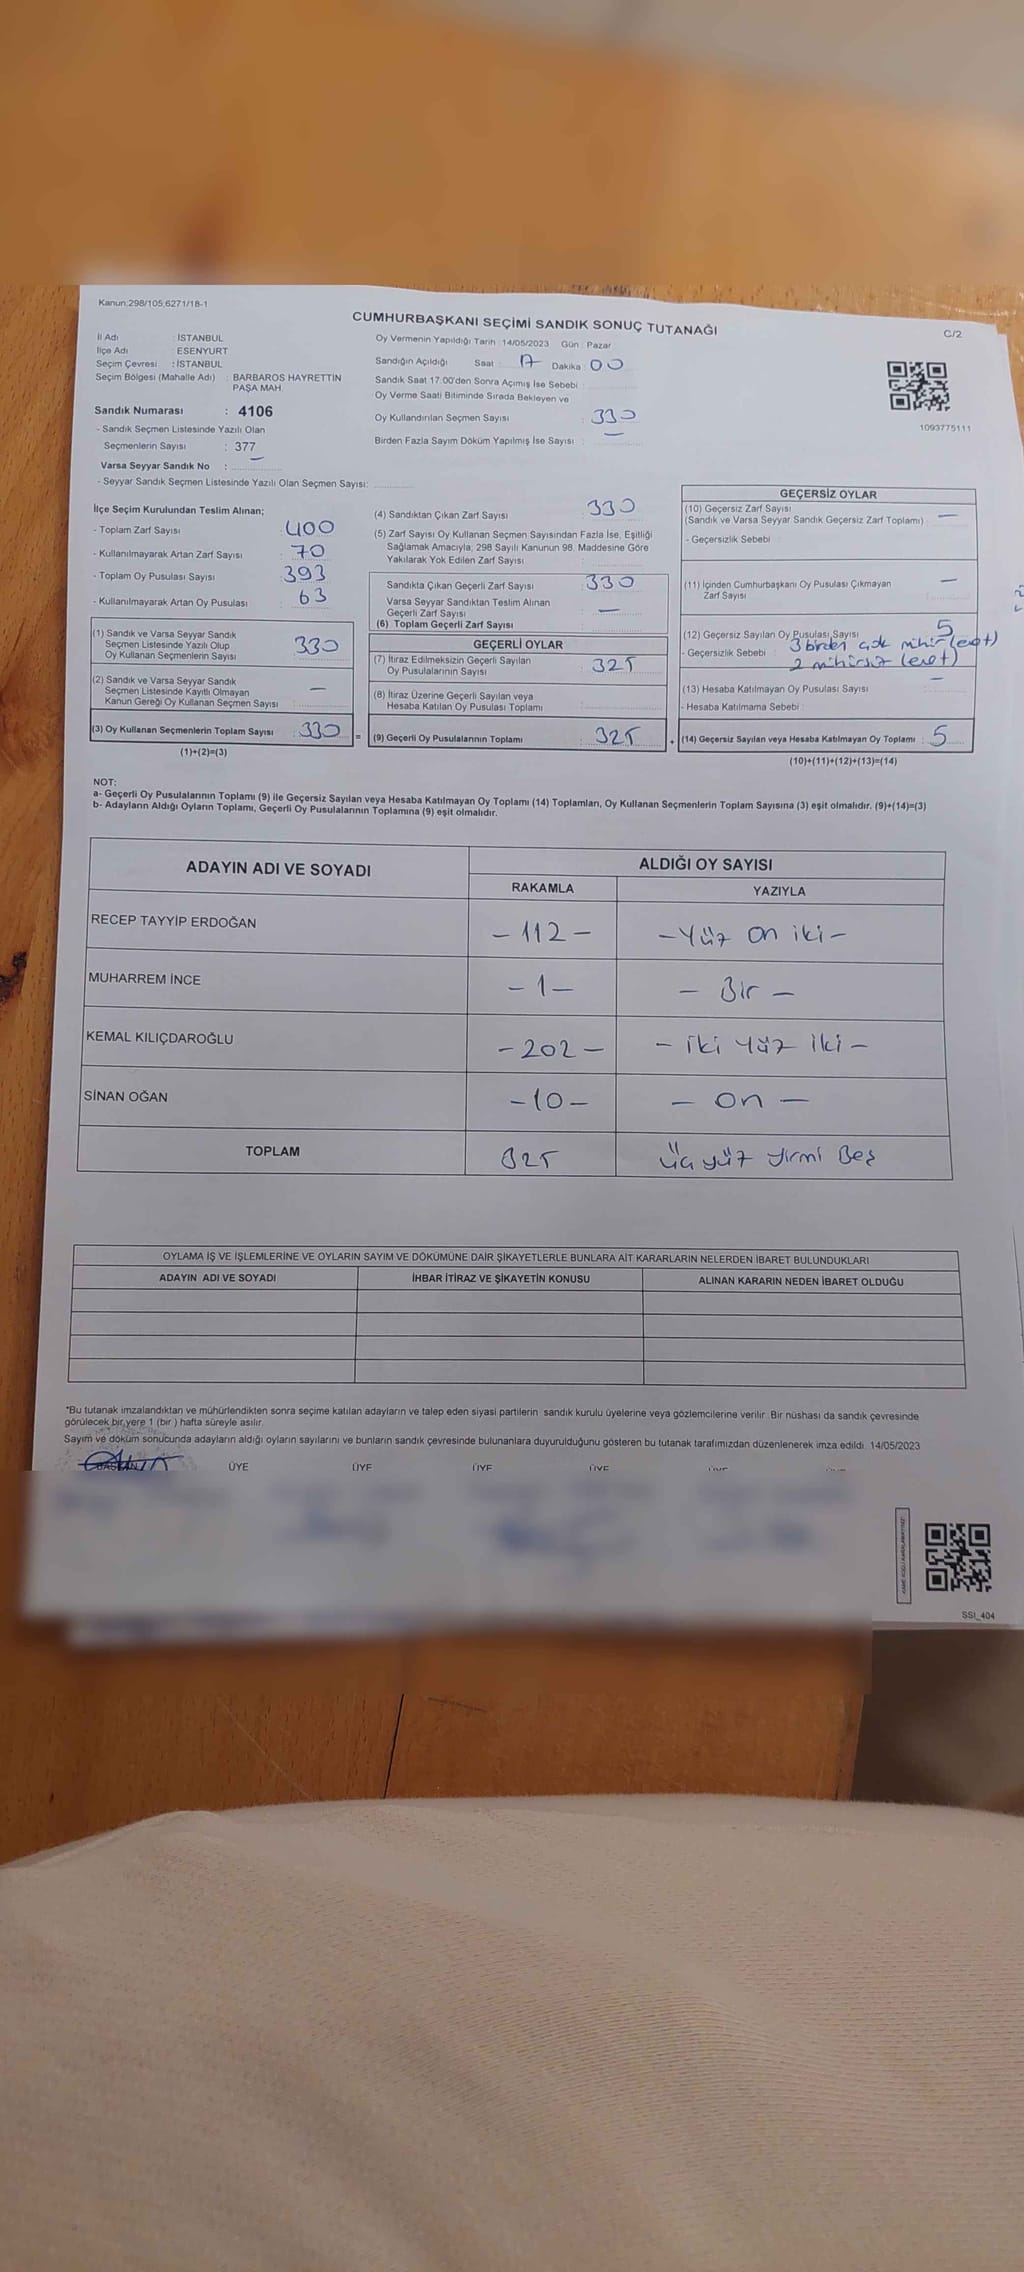 Kanun:298/105;6271/18-1
CUMHURBAŞKANI SEÇİMİ SANDIK SONUÇ TUTANAĞI
C/2
İl Adı : İSTANBUL
İlçe Adı : ESENYURT
Seçim Çevresi : İSTANBUL
Seçim Bölgesi (Mahalle Adı) : BARBAROS HAYRETTİN
PAŞA MAH.
Sandık Numarası : 4106
- Sandık Seçmen Listesinde Yazılı Olan
Seçmenlerin Sayısı : 377
Varsa Seyyar Sandık No : —
- Seyyar Sandık Seçmen Listesinde Yazılı Olan Seçmen Sayısı:
Oy Vermenin Yapıldığı Tarih : 14/05/2023 Gün : Pazar
Sandığın Açıldığı Saat : 17 Dakika : 00
Sandık Saat 17:00'den Sonra Açımış İse Sebebi :
Oy Verme Saati Bitiminde Sırada Bekleyen ve
Oy Kullandırılan Seçmen Sayısı : 330
Birden Fazla Sayım Döküm Yapılmış İse Sayısı : —
1093775111
İlçe Seçim Kurulundan Teslim Alınan;
- Toplam Zarf Sayısı : 400
- Kullanılmayarak Artan Zarf Sayısı : 70
- Toplam Oy Pusulası Sayısı : 393
- Kullanılmayarak Artan Oy Pusulası : 63
(1) Sandık ve Varsa Seyyar Sandık
Seçmen Listesinde Yazılı Olup
Oy Kullanan Seçmenlerin Sayısı : 330
(2) Sandık ve Varsa Seyyar Sandık
Seçmen Listesinde Kayıtlı Olmayan
Kanun Gereği Oy Kullanan Seçmen Sayısı : —
(3) Oy Kullanan Seçmenlerin Toplam Sayısı : 330
(1)+(2)=(3)
(4) Sandıktan Çıkan Zarf Sayısı : 330
(5) Zarf Sayısı Oy Kullanan Seçmen Sayısından Fazla İse, Eşitliği
Sağlamak Amacıyla; 298 Sayılı Kanunun 98. Maddesine Göre
Yakılarak Yok Edilen Zarf Sayısı :
Sandıkta Çıkan Geçerli Zarf Sayısı : 330
Varsa Seyyar Sandıktan Teslim Alınan
Geçerli Zarf Sayısı : —
(6) Toplam Geçerli Zarf Sayısı :
GEÇERLİ OYLAR
(7) İtiraz Edilmeksizin Geçerli Sayılan
Oy Pusulalarının Sayısı : 325
(8) İtiraz Üzerine Geçerli Sayılan veya
Hesaba Katılan Oy Pusulası Toplamı :
= (9) Geçerli Oy Pusulalarının Toplamı : 325
GEÇERSİZ OYLAR
(10) Geçersiz Zarf Sayısı
(Sandık ve Varsa Seyyar Sandık Geçersiz Zarf Toplamı) : —
- Geçersizlik Sebebi :
(11) İçinden Cumhurbaşkanı Oy Pusulası Çıkmayan
Zarf Sayısı : —
(12) Geçersiz Sayılan Oy Pusulası Sayısı : 5
- Geçersizlik Sebebi : 3 birden çok mihir (evet)
2 mihirsiz (evet)
(13) Hesaba Katılmayan Oy Pusulası Sayısı : —
- Hesaba Katılmama Sebebi :
+ (14) Geçersiz Sayılan veya Hesaba Katılmayan Oy Toplamı : 5
(10)+(11)+(12)+(13)=(14)
NOT:
a- Geçerli Oy Pusulalarının Toplamı (9) ile Geçersiz Sayılan veya Hesaba Katılmayan Oy Toplamı (14) Toplamları, Oy Kullanan Seçmenlerin Toplam Sayısına (3) eşit olmalıdır. (9)+(14)=(3)
b- Adayların Aldığı Oyların Toplamı, Geçerli Oy Pusulalarının Toplamına (9) eşit olmalıdır.
ADAYIN ADI VE SOYADI ALDIĞI OY SAYISI
RAKAMLA YAZIYLA
RECEP TAYYİP ERDOĞAN - 112 - - Yüz On iki -
MUHARREM İNCE - 1 - - Bir -
KEMAL KILIÇDAROĞLU - 202 - - iki Yüz iki -
SİNAN OĞAN - 10 - - On -
TOPLAM 325 Üç yüz yirmi Beş
OYLAMA İŞ VE İŞLEMLERİNE VE OYLARIN SAYIM VE DÖKÜMÜNE DAİR ŞİKAYETLERLE BUNLARA AİT KARARLARIN NELERDEN İBARET BULUNDUKLARI
ADAYIN ADI VE SOYADI İHBAR İTİRAZ VE ŞİKAYETİN KONUSU ALINAN KARARIN NEDEN İBARET OLDUĞU
*Bu tutanak imzalandıktan ve mühürlendikten sonra seçime katılan adayların ve talep eden siyasi partilerin sandık kurulu üyelerine veya gözlemcilerine verilir. Bir nüshası da sandık çevresinde
görülecek bir yere 1 (bir ) hafta süreyle asılır.
Sayım ve döküm sonucunda adayların aldığı oyların sayılarını ve bunların sandık çevresinde bulunanlara duyurulduğunu gösteren bu tutanak tarafımızdan düzenlenerek imza edildi. 14/05/2023
BAŞKAN ÜYE ÜYE ÜYE ÜYE
SSI_404